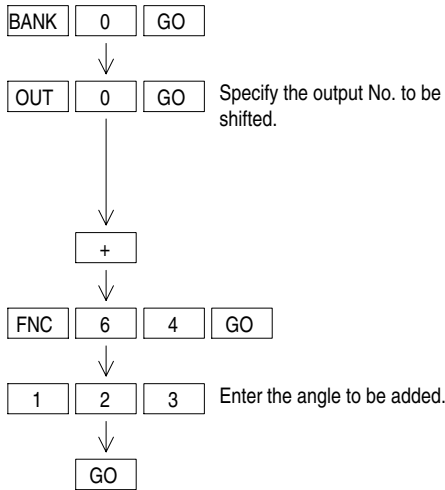 BANK 0 GO
OUT 0 GO Specify the output No. to be
shifted.
+
FNC 6 4 GO
1 2 3 Enter the angle to be added.
GO